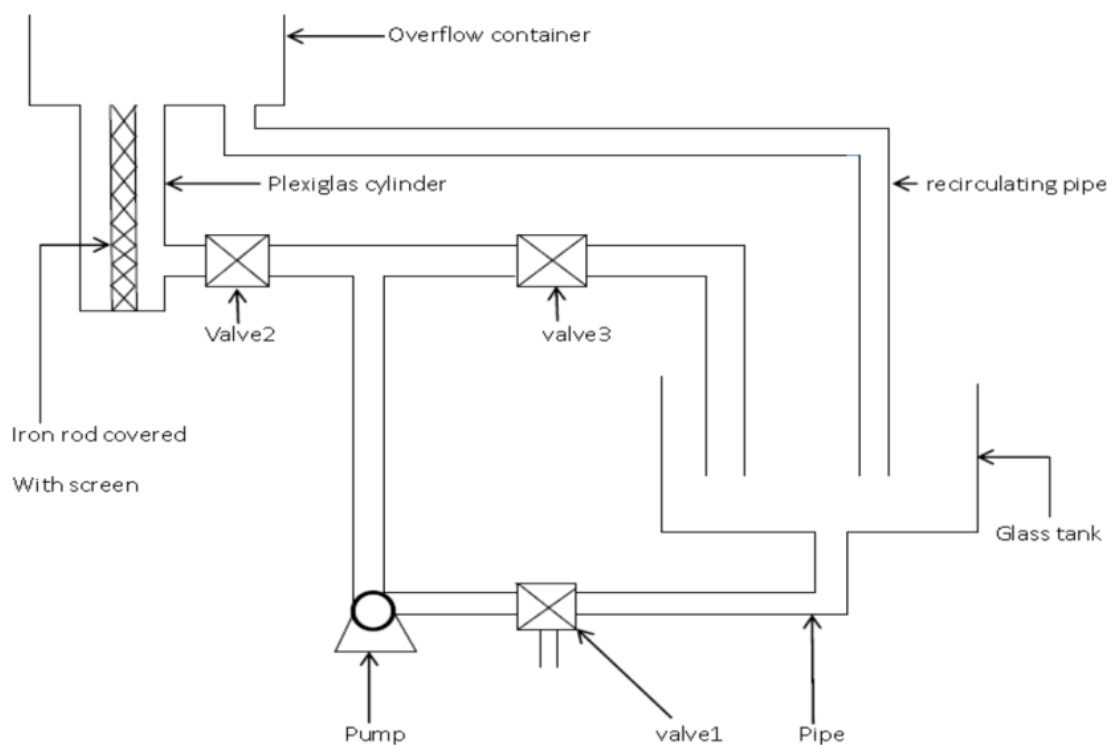 Overflow container
Plexiglas cylinder
recirculating pipe
Valve2
valve3
Iron rod covered
With screen
Glass tank
Pump
valve1
Pipe